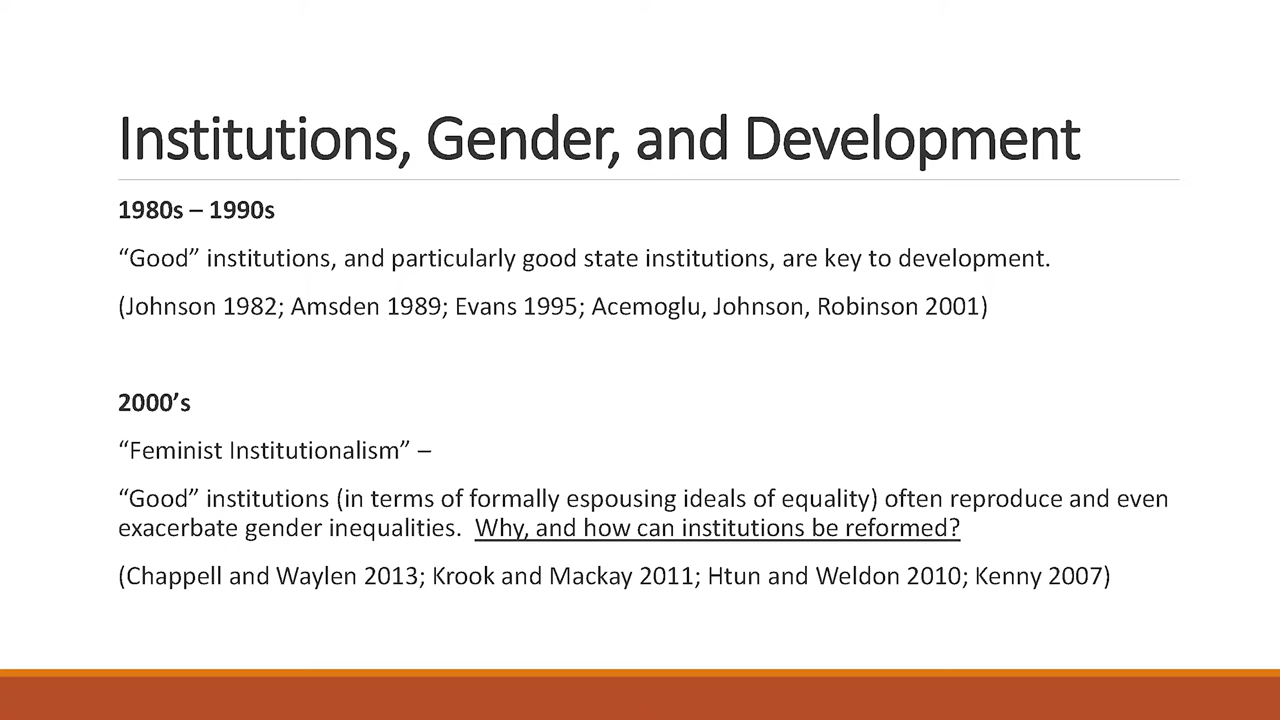 Institutions, Gender, and Development
1980s – 1990s
“Good” institutions, and particularly good state institutions, are key to development.
(Johnson 1982; Amsden 1989; Evans 1995; Acemoglu, Johnson, Robinson 2001)
2000’s
“Feminist Institutionalism” –
“Good” institutions (in terms of formally espousing ideals of equality) often reproduce and even
exacerbate gender inequalities.  Why, and how can institutions be reformed?
(Chappell and Waylen 2013; Krook and Mackay 2011; Htun and Weldon 2010; Kenny 2007)